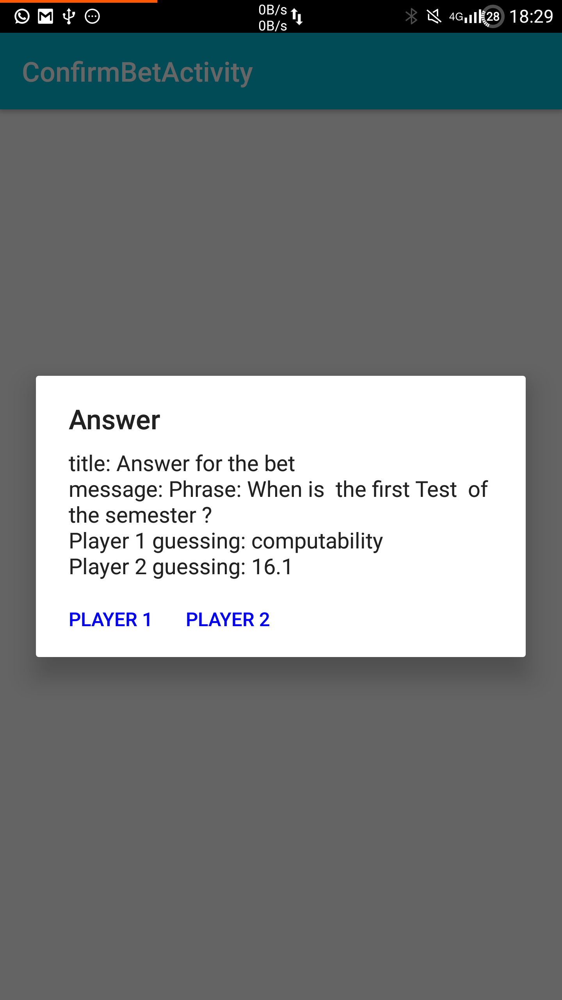 0B/s
0B/s
4G
28
18:29
ConfirmBetActivity
Answer
title: Answer for the bet
message: Phrase: When is  the first Test  of
the semester ?
Player 1 guessing: computability
Player 2 guessing: 16.1
PLAYER 1
PLAYER 2